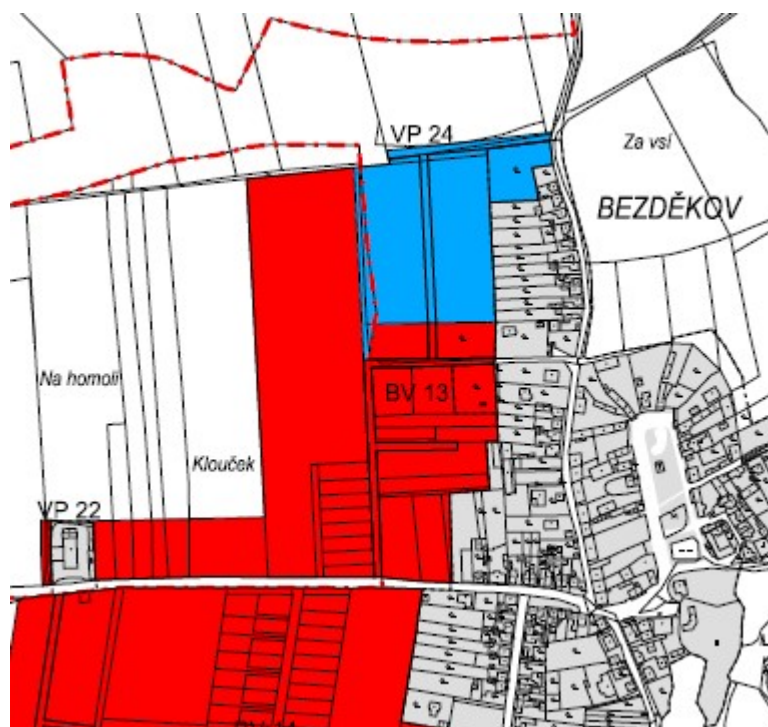 VP 24
Za vsí
BEZDĚKOV
Na homoli
BV 13
Klouček
VP 22